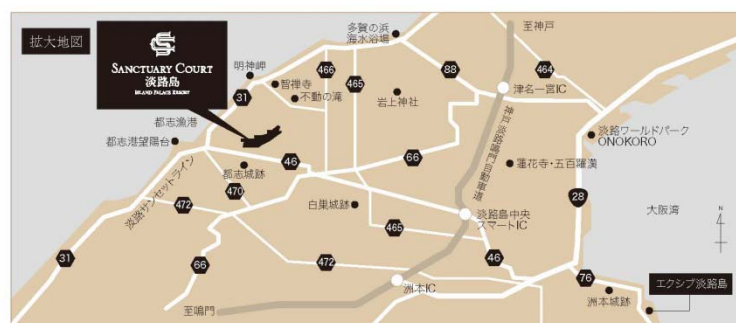 拡大地図
SANCTUARY COURT
淡路島
ISLAND PALACE RESORT
多賀の浜
海水浴場
至神戸
明神岬
智禅寺
不動の滝
岩上神社
466
465
88
464
津名一宮IC
31
都志漁港
都志港望陽台
神戸淡路鳴門自動車道
淡路ワールドパーク
ONOKORO
46
66
蓮花寺・五百羅漢
都志城跡
淡路サンセットライン
470
472
白巣城跡
28
大阪湾
N
淡路島中央
スマートIC
465
31
66
472
46
76
エクシブ淡路島
洲本IC
洲本城跡
至鳴門